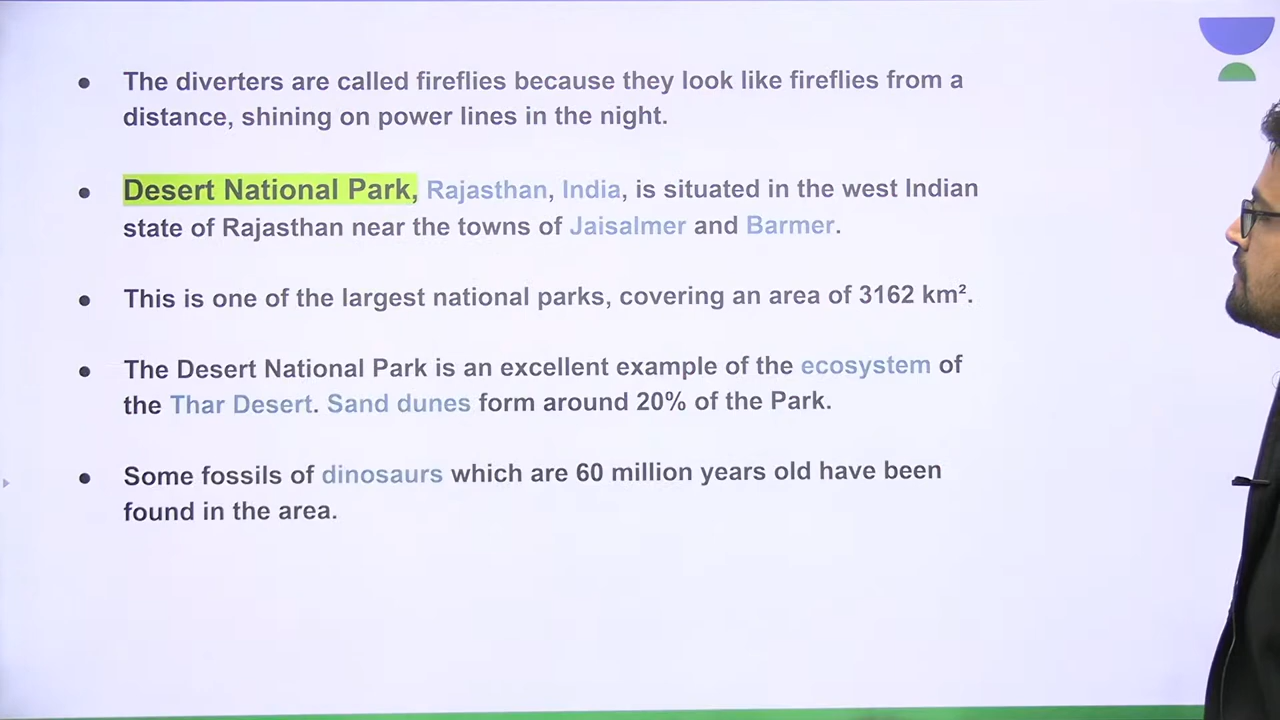 ● The diverters are called fireflies because they look like fireflies from a
distance, shining on power lines in the night.
● Desert National Park, Rajasthan, India, is situated in the west Indian
state of Rajasthan near the towns of Jaisalmer and Barmer.
● This is one of the largest national parks, covering an area of 3162 km².
● The Desert National Park is an excellent example of the ecosystem of
the Thar Desert. Sand dunes form around 20% of the Park.
● Some fossils of dinosaurs which are 60 million years old have been
found in the area.